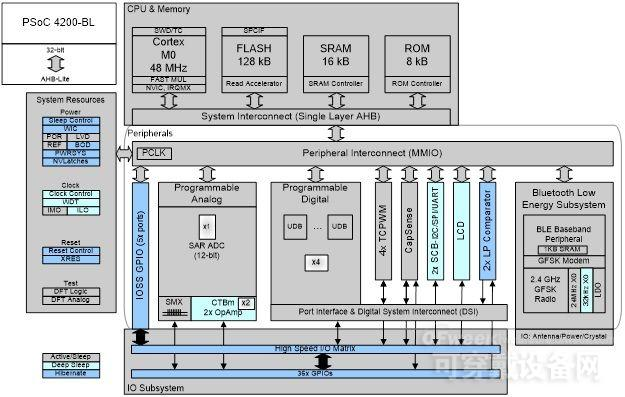 PSoC 4200-BL
32-bit
AHB-Lite
CPU & Memory
SWD/TC
Cortex
M0
48 MHz
FAST MUL
NVIC, IRQMX
SPCIF
FLASH
128 kB
Read Accelerator
SRAM
16 kB
SRAM Controller
ROM
8 kB
ROM Controller
System Interconnect (Single Layer AHB)
System Resources
Power
Sleep Control
WIC
POR LVD
REF BOD
PWRSYS
NVLatches
Clock
Clock Control
WDT
IMO ILO
Reset
Reset Control
XRES
Test
DFT Logic
DFT Analog
Peripherals
PCLK
Peripheral Interconnect (MMIO)
IOSS GPIO (5x ports)
Programmable
Analog
x1
SAR ADC
(12-bit)
SMX
CTBm x2
2x OpAmp
Programmable
Digital
UDB ... UDB
x4
4x TCPWM
CapSense
2x SCB-I2C/SPI/UART
LCD
2x LP Comparator
Port Interface & Digital System Interconnect (DSI)
Bluetooth Low
Energy Subsystem
BLE Baseband
Peripheral
1KB SRAM
GFSK Modem
2.4 GHz
GFSK
Radio
24MHz XO
32kHz XO
LDO
IO: Antenna/Power/Crystal
High Speed I/O Matrix
36x GPIOs
IO Subsystem
Active/Sleep
Deep Sleep
Hibernate
OFweek
可穿戴设备网